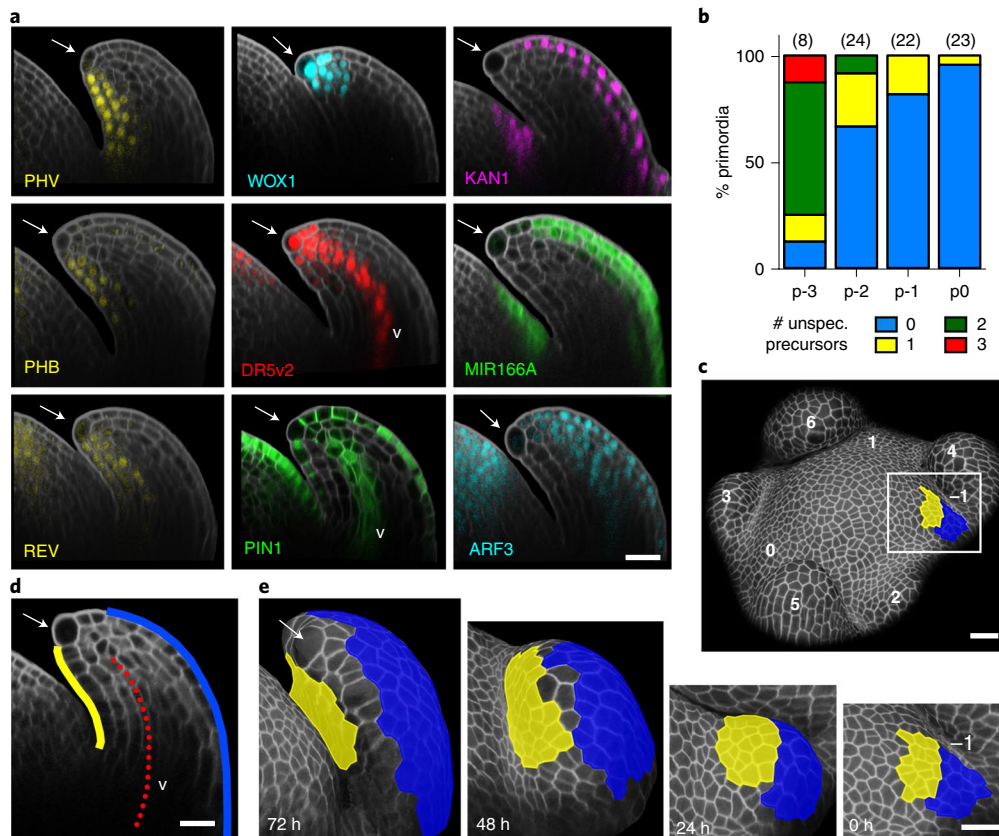 a
PHV
WOX1
KAN1
PHB
DR5v2
v
MIR166A
REV
PIN1
v
ARF3
b
(8) (24) (22) (23)
100
50
0
% primordia
p-3 p-2 p-1 p0
# unspec. precursors
0 2
1 3
c
6
1
4
3
–1
0
5
2
d
v
e
72 h
48 h
24 h
–1
0 h